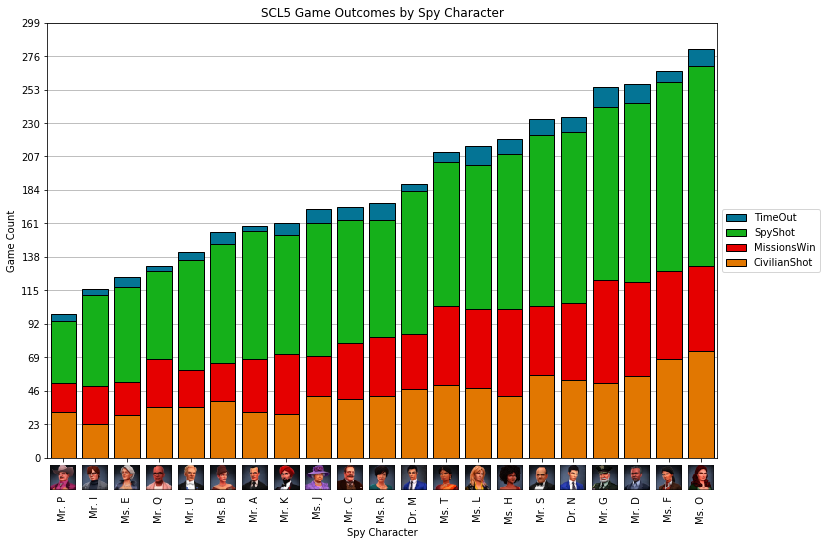 SCL5 Game Outcomes by Spy Character
299
276
253
230
207
184
161
138
115
92
69
46
23
0
Game Count
TimeOut
SpyShot
MissionsWin
CivilianShot
Mr. P
Mr. I
Ms. E
Mr. Q
Mr. U
Ms. B
Mr. A
Mr. K
Ms. J
Mr. C
Ms. R
Dr. M
Ms. T
Ms. L
Ms. H
Mr. S
Dr. N
Mr. G
Mr. D
Ms. F
Ms. O
Spy Character